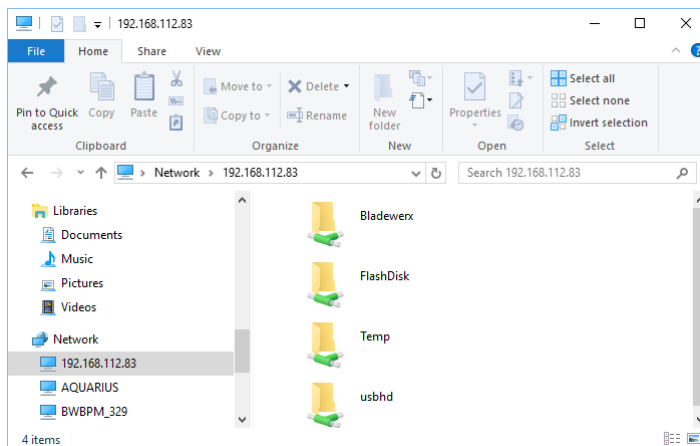 192.168.112.83
File Home Share View
Pin to Quick access
Copy
Paste
Move to
Copy to
Delete
Rename
New folder
Properties
Select all
Select none
Invert selection
Clipboard Organize New Open Select
Network > 192.168.112.83
Search 192.168.112.83
Libraries
Documents
Music
Pictures
Videos
Network
192.168.112.83
AQUARIUS
BWBPM_329
Bladewerx
FlashDisk
Temp
usbhd
4 items